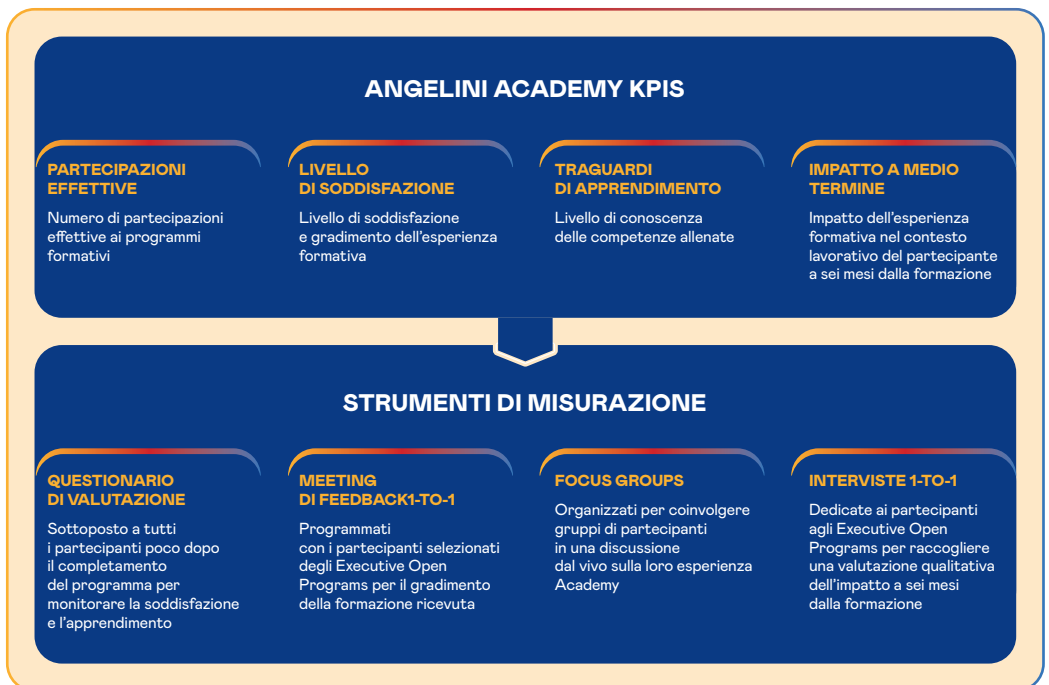 ANGELINI ACADEMY KPIS
PARTECIPAZIONI
EFFETTIVE
Numero di partecipazioni
effettive ai programmi
formativi
LIVELLO
DI SODDISFAZIONE
Livello di soddisfazione
e gradimento dell'esperienza
formativa
TRAGUARDI
DI APPRENDIMENTO
Livello di conoscenza
delle competenze allenate
IMPATTO A MEDIO
TERMINE
Impatto dell'esperienza
formativa nel contesto
lavorativo del partecipante
a sei mesi dalla formazione
STRUMENTI DI MISURAZIONE
QUESTIONARIO
DI VALUTAZIONE
Sottoposto a tutti
i partecipanti poco dopo
il completamento
del programma per
monitorare la soddisfazione
e l'apprendimento
MEETING
DI FEEDBACK1-TO-1
Programmati
con i partecipanti selezionati
degli Executive Open
Programs per il gradimento
della formazione ricevuta
FOCUS GROUPS
Organizzati per coinvolgere
gruppi di partecipanti
in una discussione
dal vivo sulla loro esperienza
Academy
INTERVISTE 1-TO-1
Dedicate ai partecipanti
agli Executive Open
Programs per raccogliere
una valutazione qualitativa
dell'impatto a sei mesi
dalla formazione